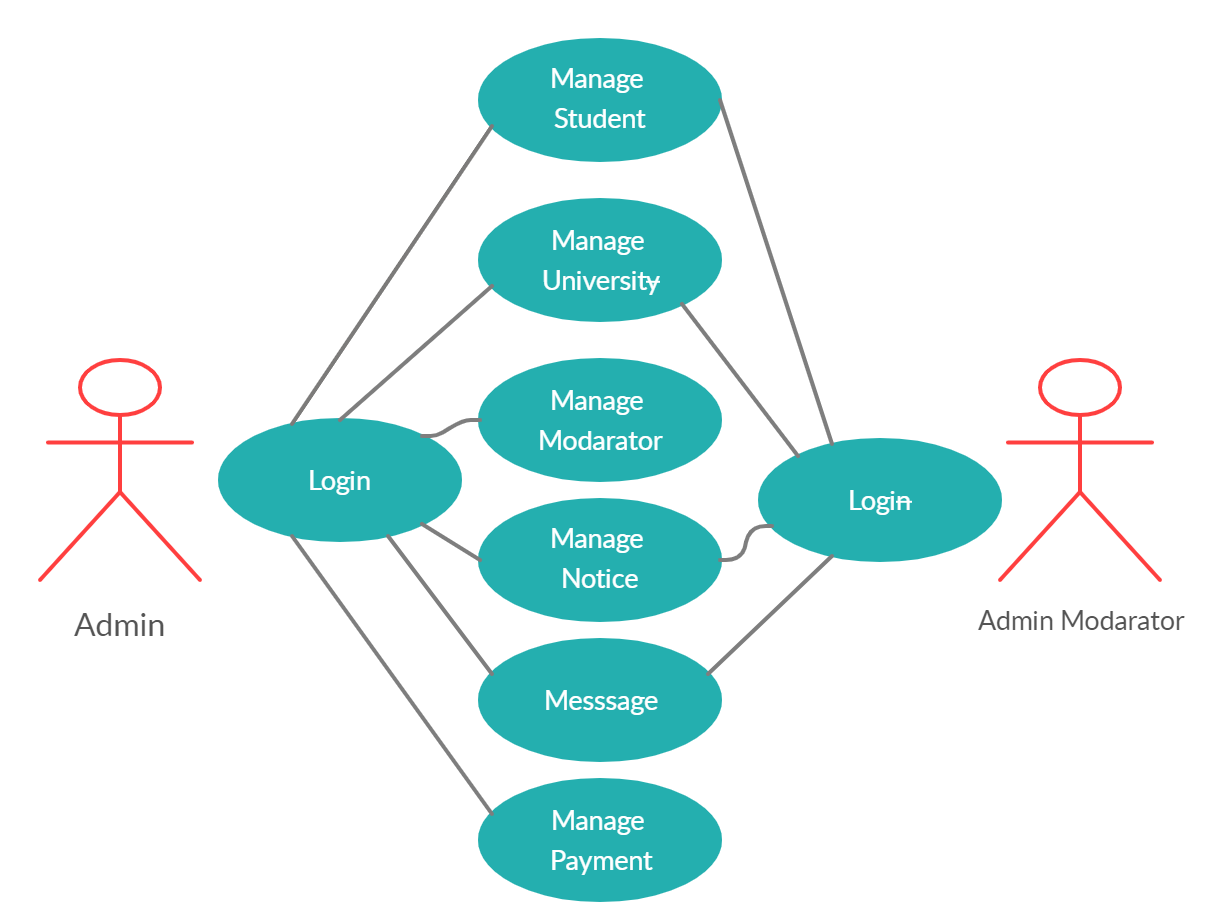 Manage
Student
Manage
University
Manage
Modarator
Login
Login
Manage
Notice
Admin
Admin Modarator
Messsage
Manage
Payment